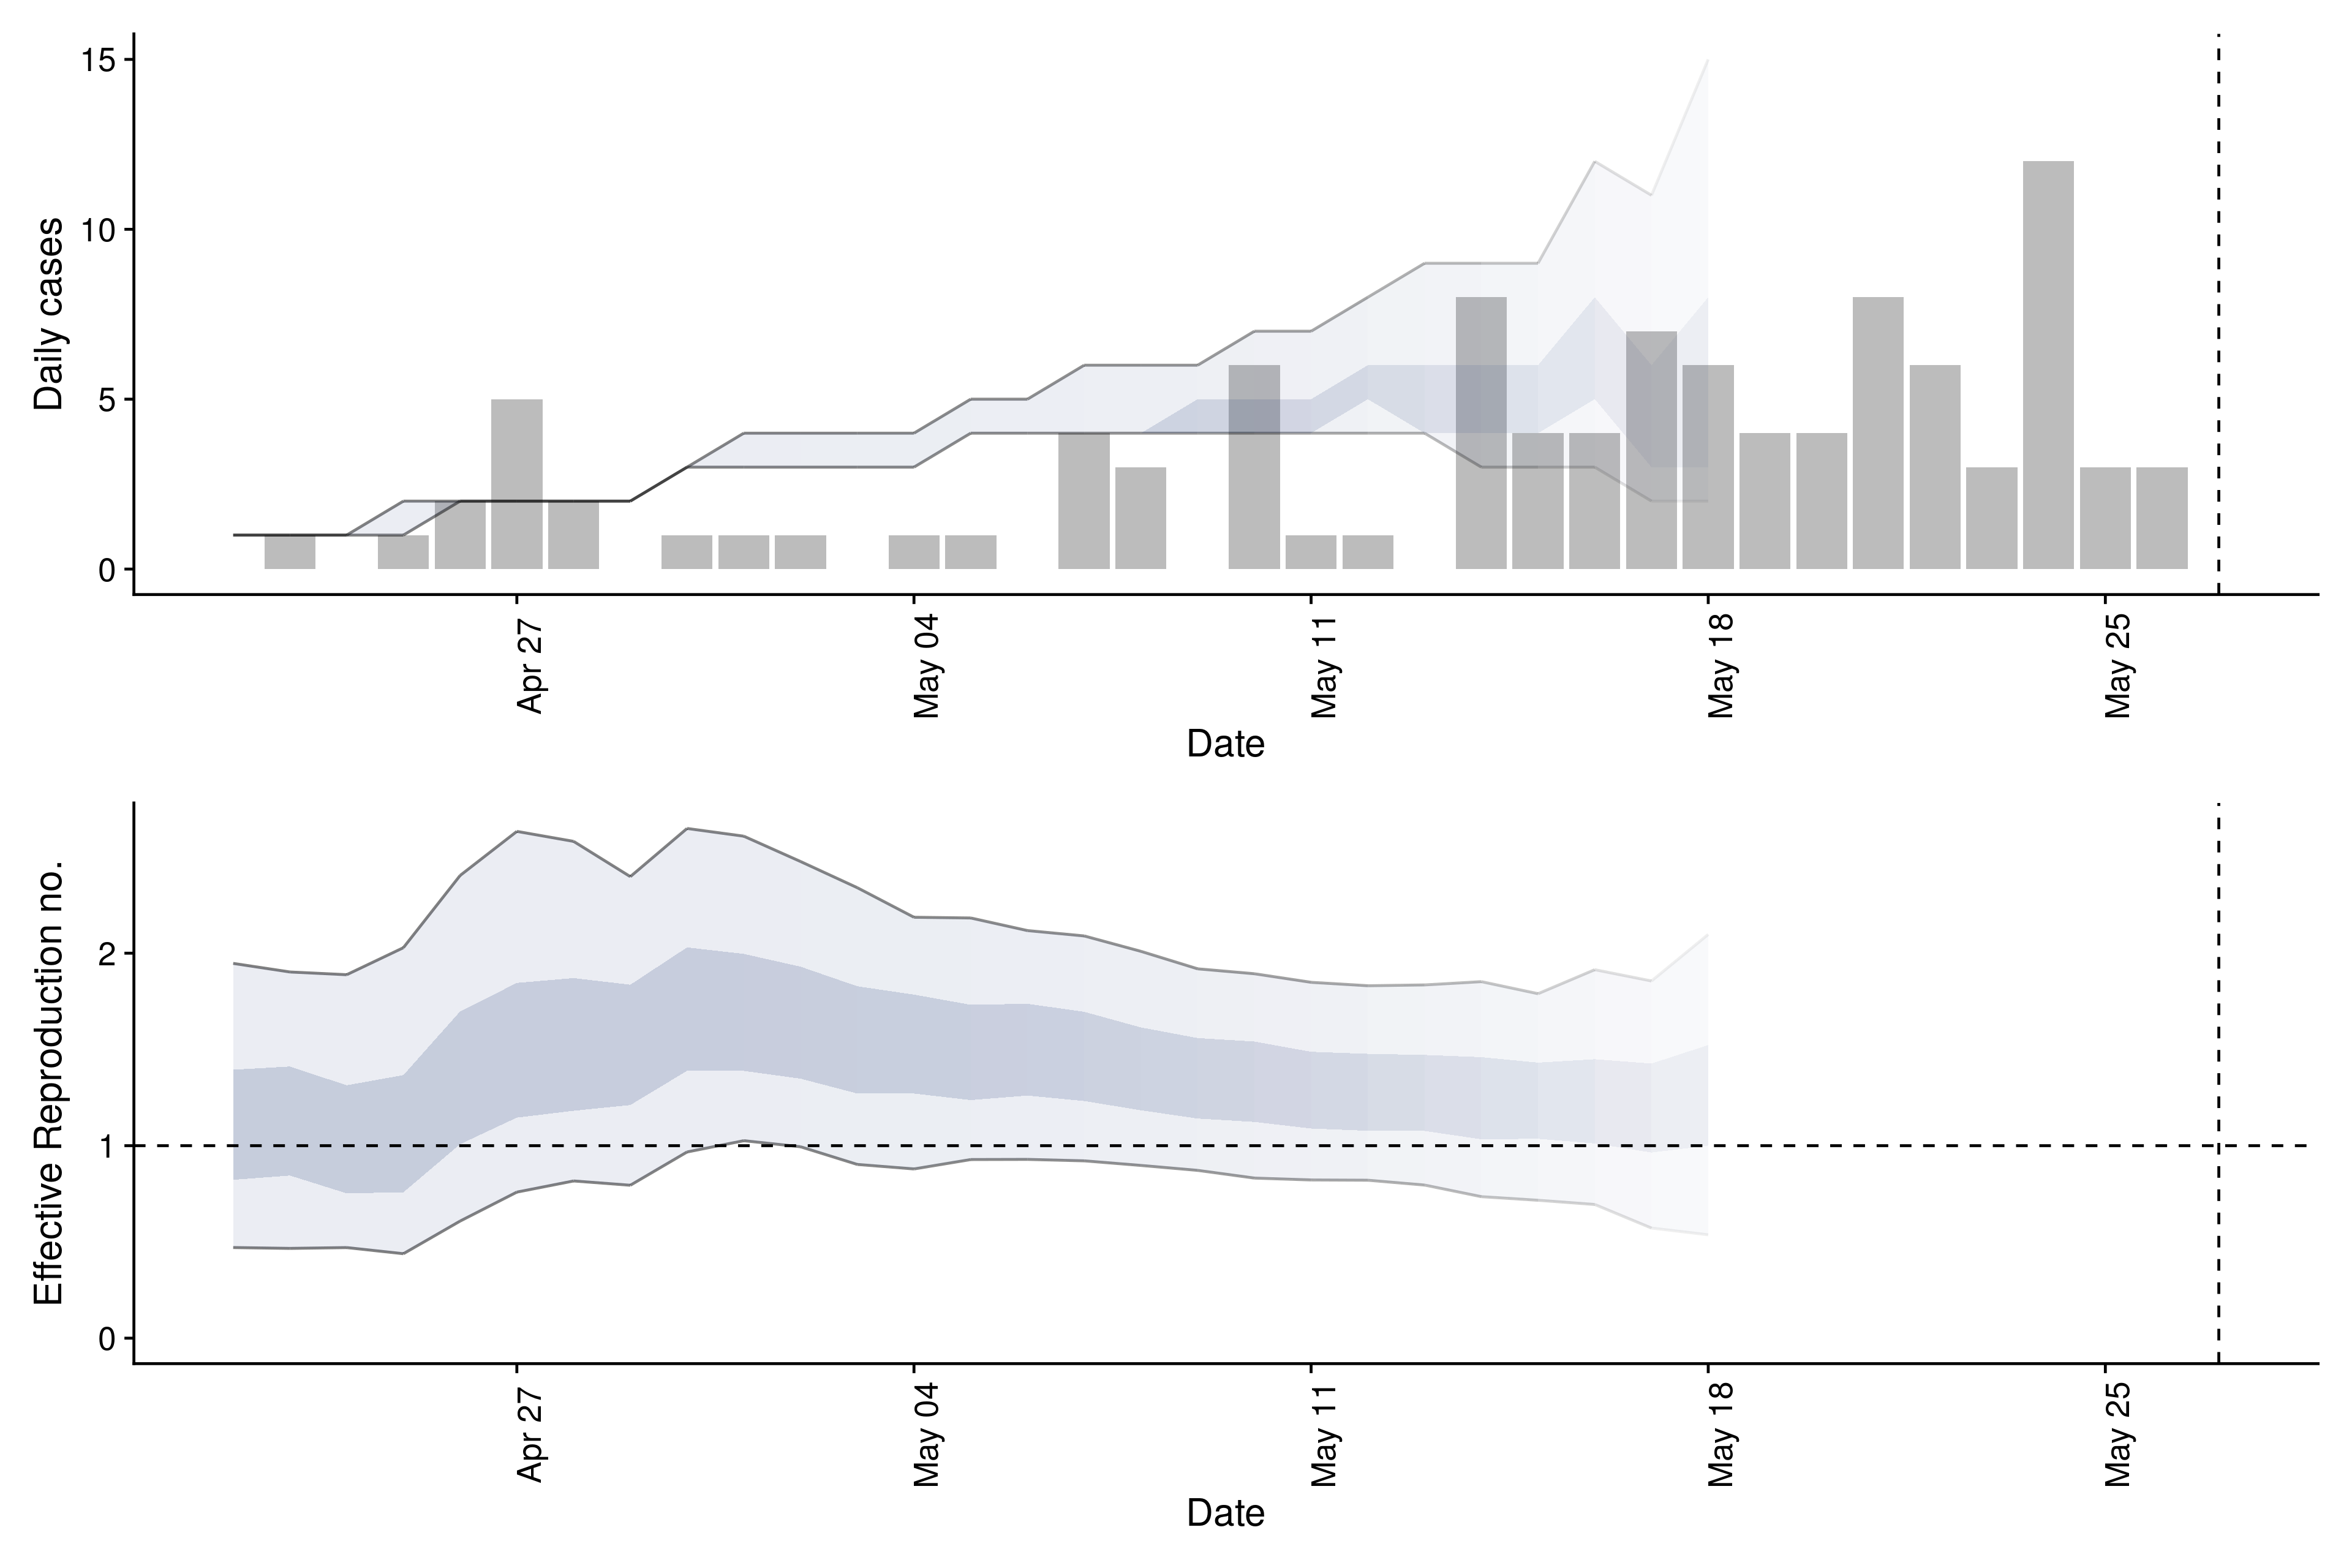 Daily cases
15
10
5
0
Apr 27
May 04
May 11
May 18
May 25
Date
Effective Reproduction no.
2
1
0
Apr 27
May 04
May 11
May 18
May 25
Date